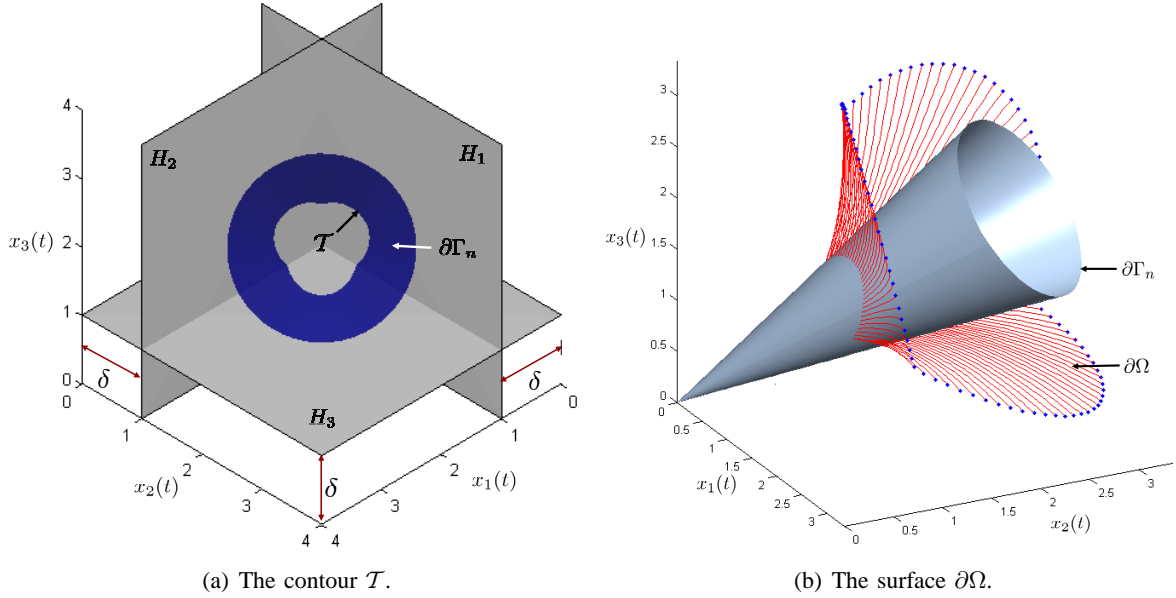 4
3
2
1
0
x₃(t)
H₂
H₁
𝒯
∂Γₙ
δ
δ
0
0
H₃
1
1
2
2
x₂(t)
x₁(t)
δ
3
3
4 4
(a) The contour 𝒯.
3
2.5
2
1.5
1
0.5
0
x₃(t)
∂Γₙ
∂Ω
0
0.5
1
1.5
2
2.5
3
x₁(t)
0
0.5
1
1.5
2
2.5
3
x₂(t)
(b) The surface ∂Ω.